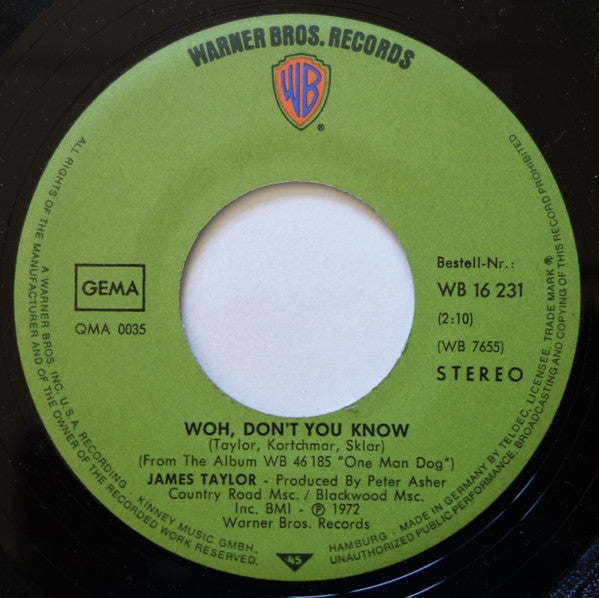 WARNER BROS. RECORDS
WB
®
GEMA
QMA 0035
Bestell-Nr.:
WB 16 231
(2:10)
(WB 7655)
STEREO
WOH, DON'T YOU KNOW
(Taylor, Kortchmar, Sklar)
(From The Album WB 46 185 "One Man Dog")
JAMES TAYLOR - Produced By Peter Asher
Country Road Msc. / Blackwood Msc.
Inc. BMI - ℗ 1972
Warner Bros. Records
45
ALL RIGHTS OF THE MANUFACTURER AND OF THE OWNER OF THE RECORDED WORK RESERVED.
A WARNER BROS. INC. U.S.A. RECORDING · KINNEY MUSIC GMBH.,
HAMBURG · MADE IN GERMANY BY TELDEC, LICENSEE, TRADE MARK ®
UNAUTHORIZED PUBLIC PERFORMANCE, BROADCASTING AND COPYING OF THIS RECORD PROHIBITED